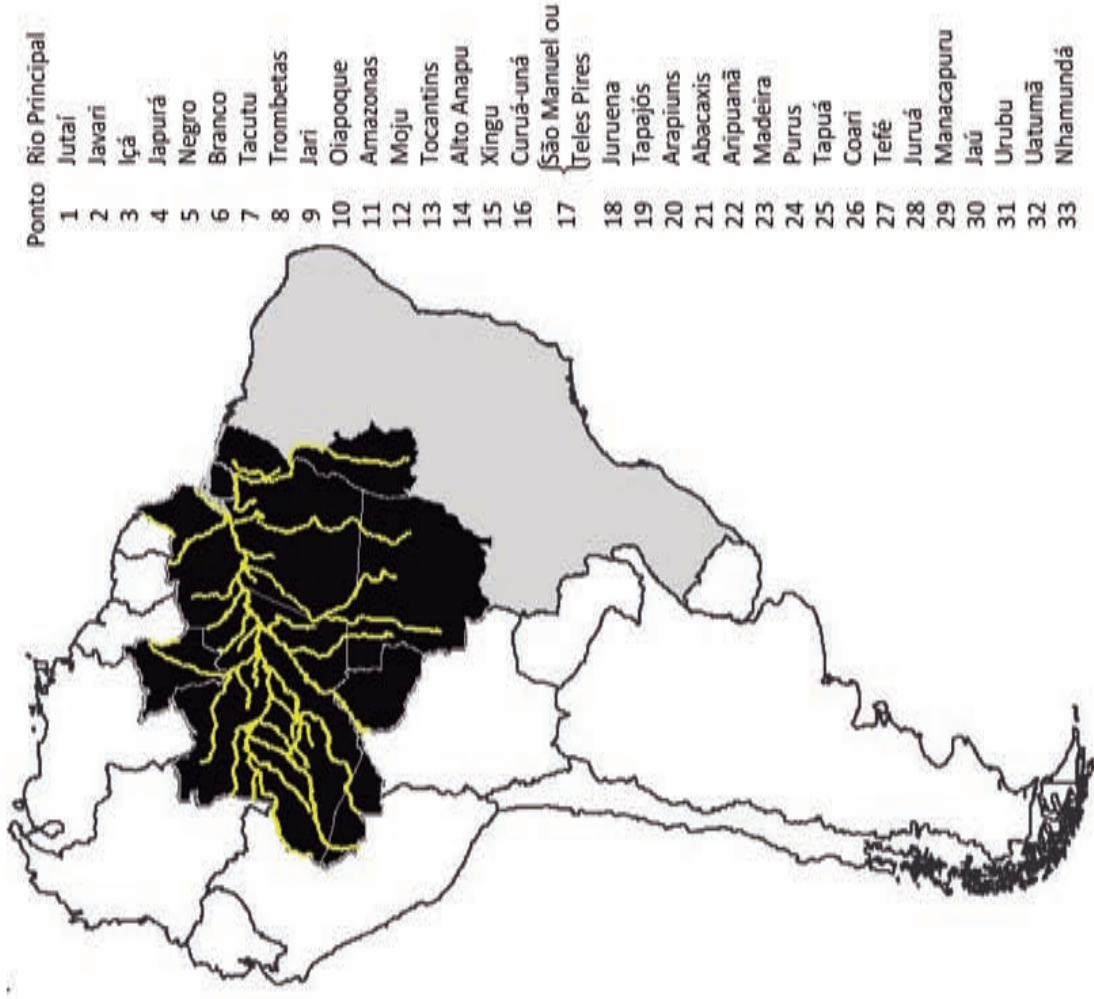 Ponto Rio Principal
1 Jutaí
2 Javari
3 Içá
4 Japurá
5 Negro
6 Branco
7 Tacutu
8 Trombetas
9 Jari
10 Oiapoque
11 Amazonas
12 Moju
13 Tocantins
14 Alto Anapu
15 Xingu
16 Curuá-uná
17 {São Manuel ou
Teles Pires
18 Juruena
19 Tapajós
20 Arapiuns
21 Abacaxis
22 Aripuanã
23 Madeira
24 Purus
25 Tapuá
26 Coari
27 Tefé
28 Juruá
29 Manacapuru
30 Jaú
31 Urubu
32 Uatumã
33 Nhamundá